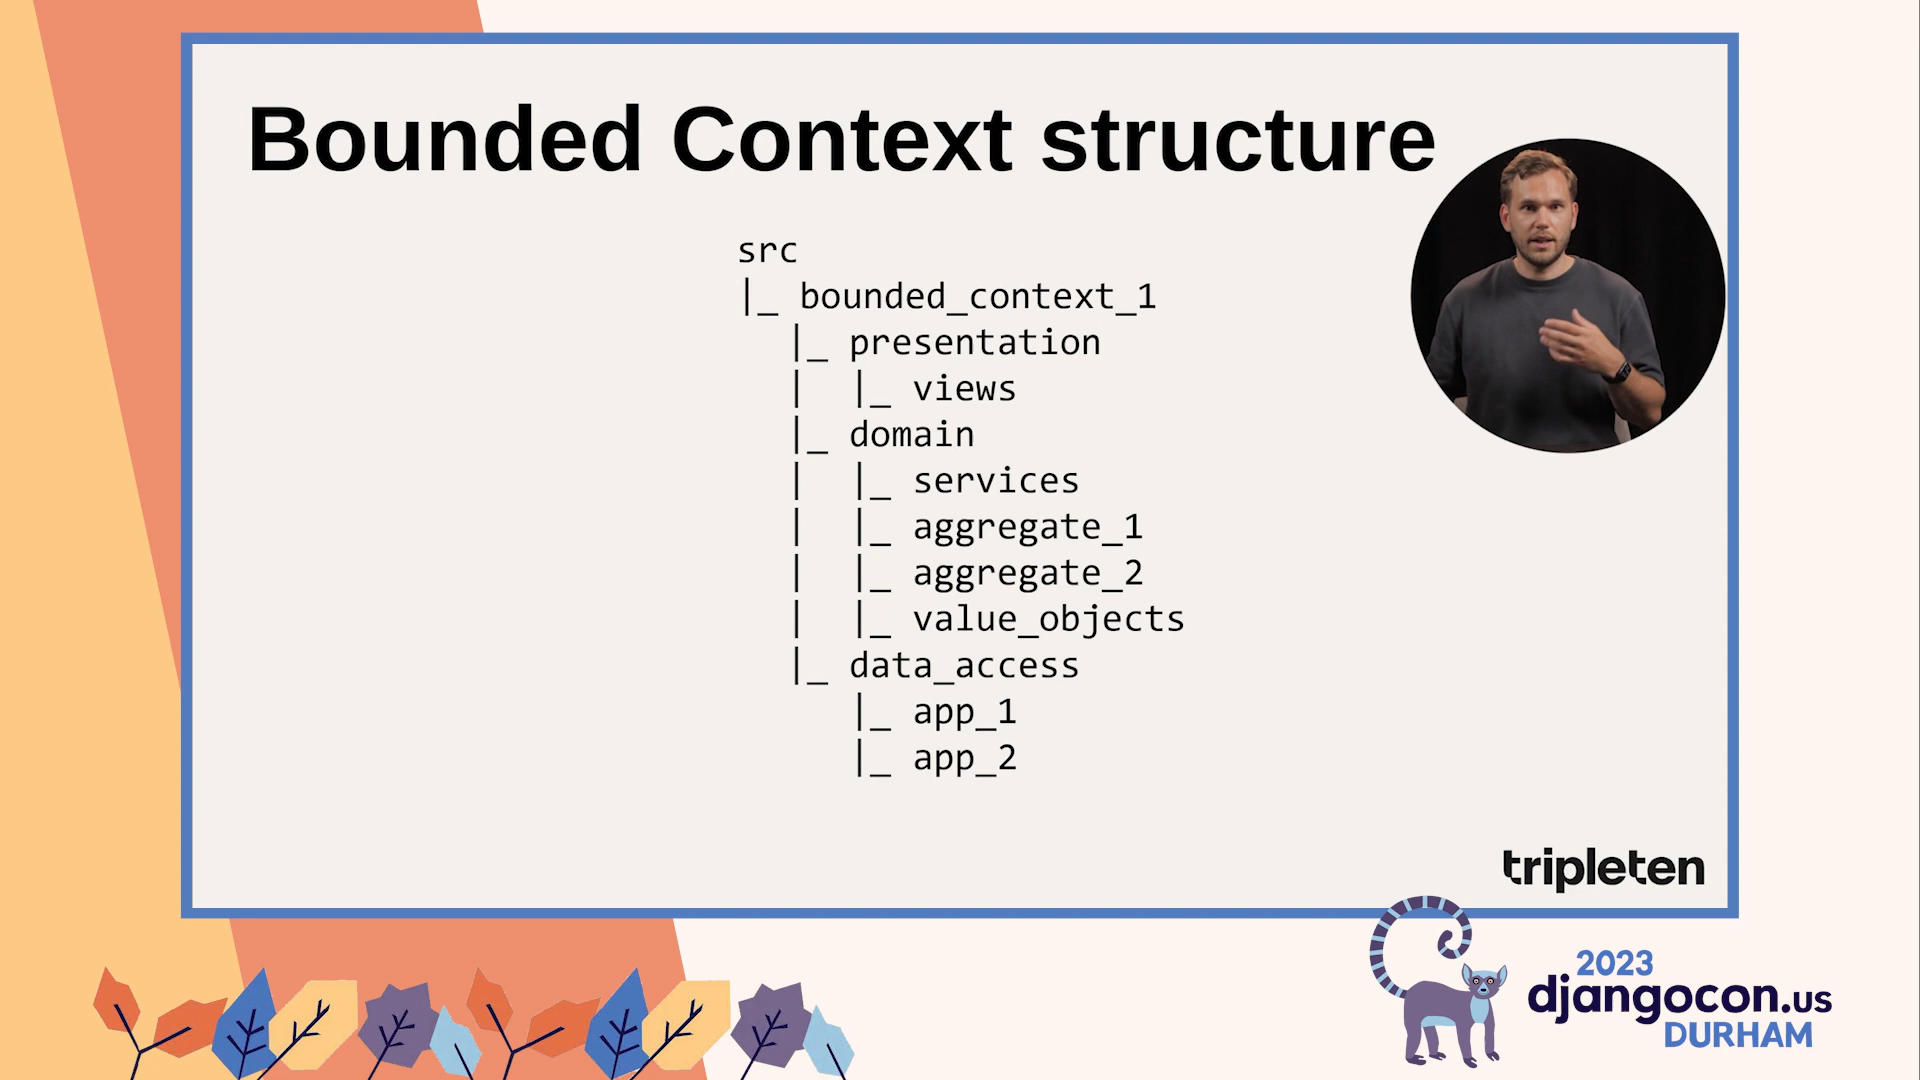 Bounded Context structure
src
|_ bounded_context_1
|_ presentation
| |_ views
|_ domain
| |_ services
| |_ aggregate_1
| |_ aggregate_2
| |_ value_objects
|_ data_access
|_ app_1
|_ app_2
tripleten
2023
djangocon.us
DURHAM